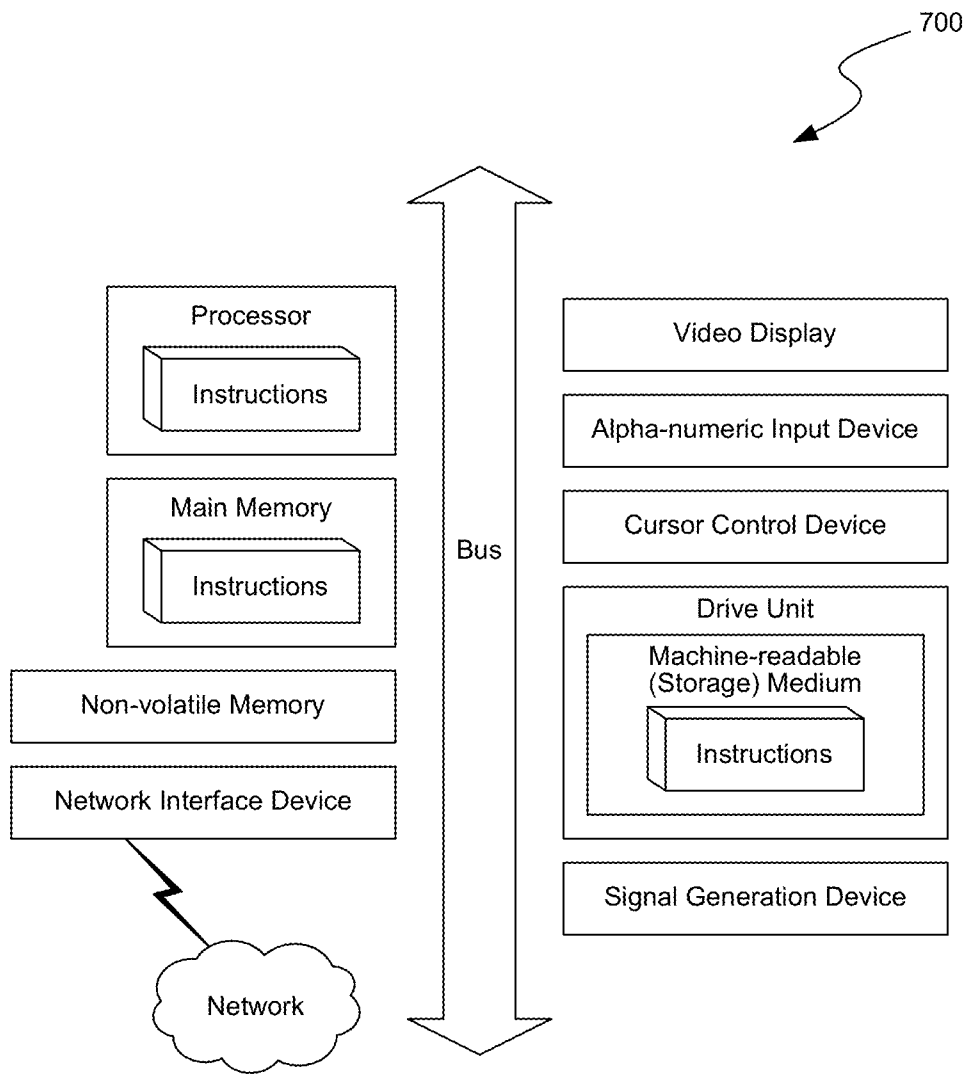 700
Processor
Instructions
Main Memory
Instructions
Non-volatile Memory
Network Interface Device
Network
Bus
Video Display
Alpha-numeric Input Device
Cursor Control Device
Drive Unit
Machine-readable
(Storage) Medium
Instructions
Signal Generation Device